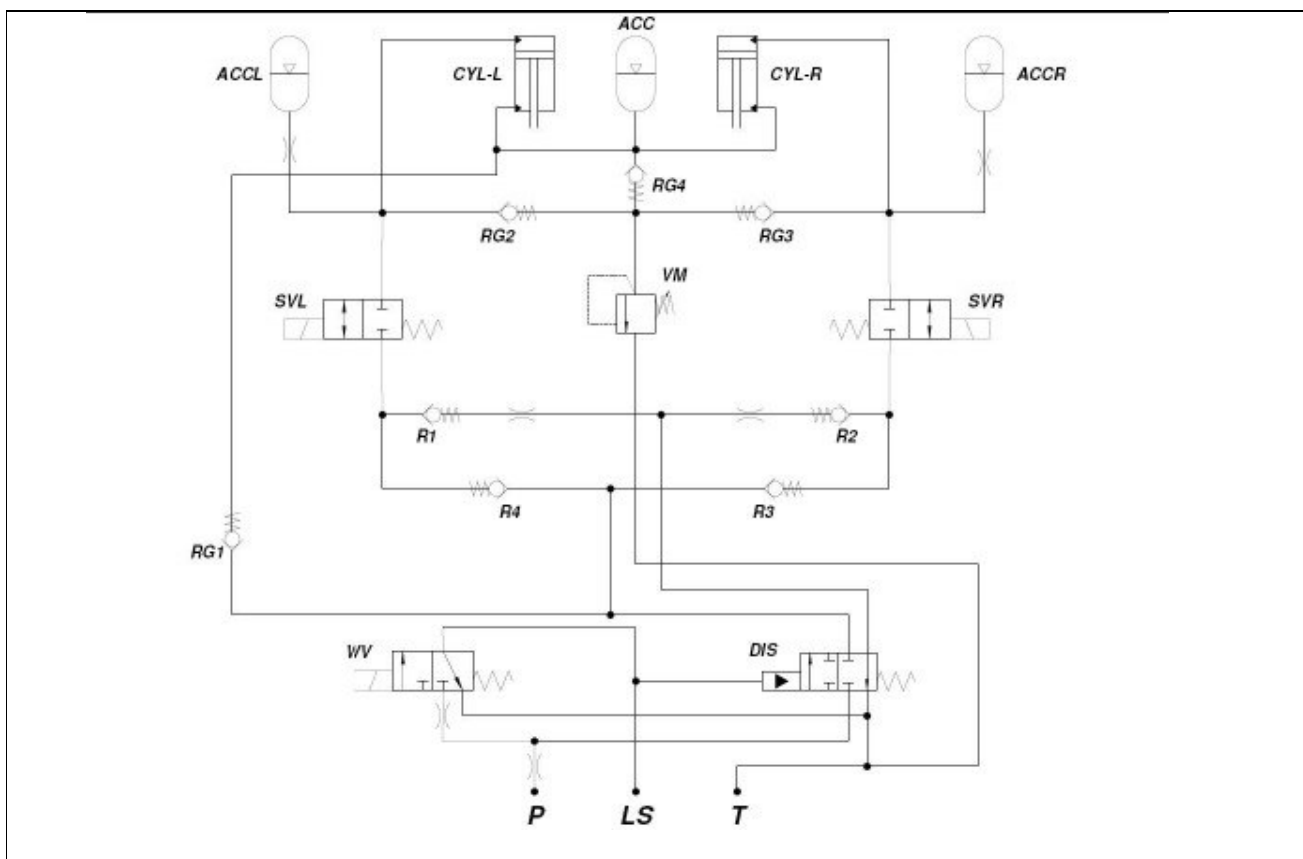 ACC
ACCL
CYL-L
CYL-R
ACCR
RG4
RG2
RG3
VM
SVL
SVR
R1
R2
R4
R3
RG1
WV
DIS
P
LS
T